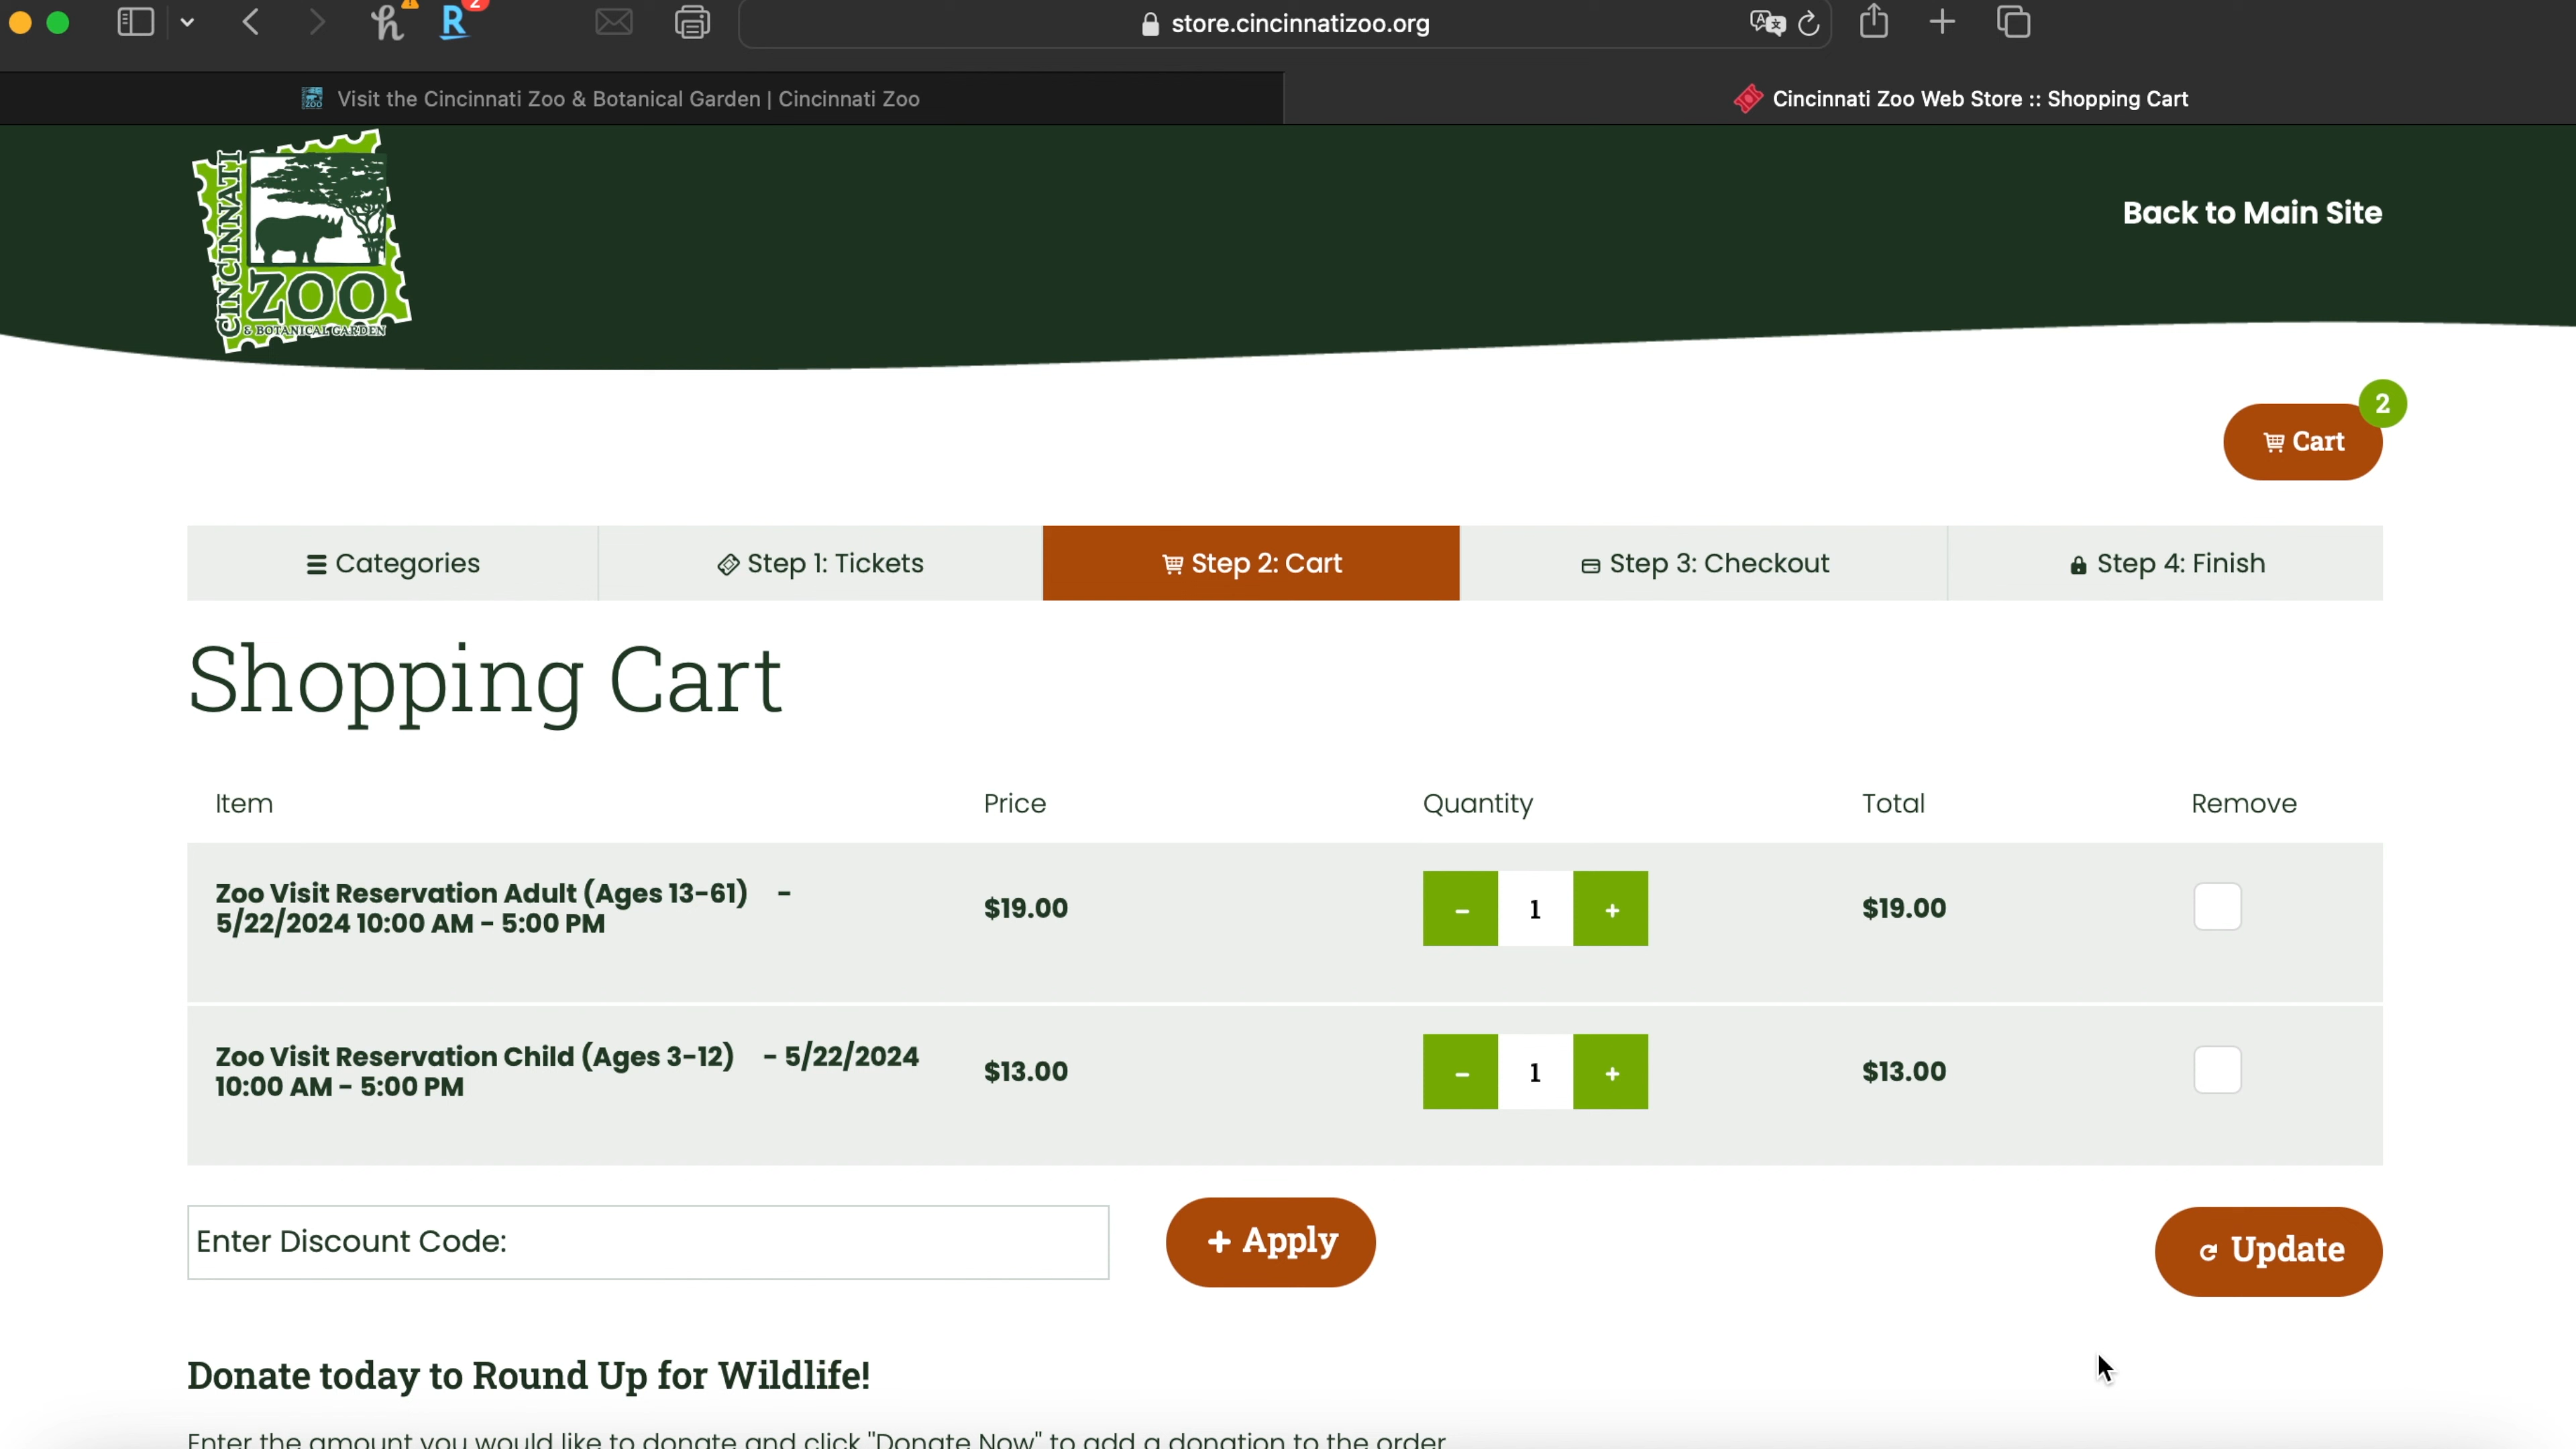 store.cincinnatizoo.org
Visit the Cincinnati Zoo & Botanical Garden | Cincinnati Zoo
Cincinnati Zoo Web Store :: Shopping Cart
CINCINNATI
ZOO
& BOTANICAL GARDEN
Back to Main Site
2
Cart
Categories
Step 1: Tickets
Step 2: Cart
Step 3: Checkout
Step 4: Finish
Shopping Cart
Item Price Quantity Total Remove
Zoo Visit Reservation Adult (Ages 13-61) -
5/22/2024 10:00 AM - 5:00 PM
$19.00 - 1 + $19.00
Zoo Visit Reservation Child (Ages 3-12) - 5/22/2024
10:00 AM - 5:00 PM
$13.00 - 1 + $13.00
Enter Discount Code:
+ Apply
Update
Donate today to Round Up for Wildlife!
Enter the amount you would like to donate and click "Donate Now" to add a donation to the order